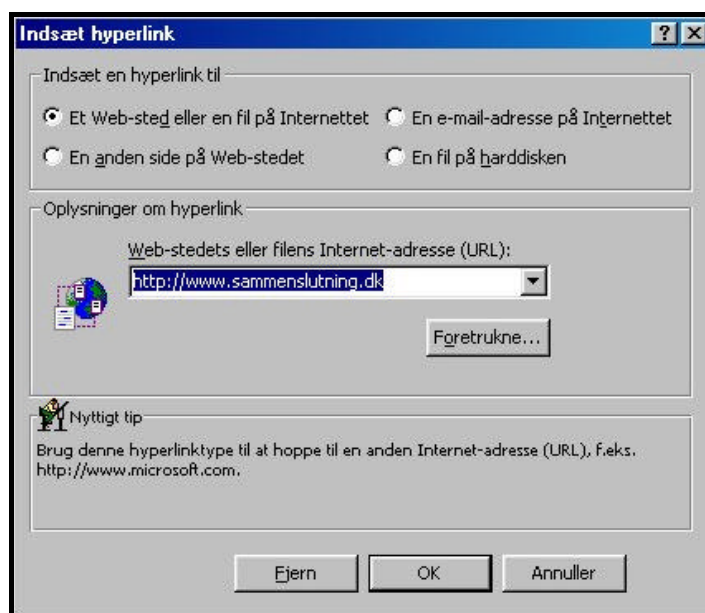 Indsæt hyperlink
Indsæt en hyperlink til
Et Web-sted eller en fil på Internettet
En e-mail-adresse på Internettet
En anden side på Web-stedet
En fil på harddisken
Oplysninger om hyperlink
Web-stedets eller filens Internet-adresse (URL):
http://www.sammenslutning.dk
Foretrukne...
Nyttigt tip
Brug denne hyperlinktype til at hoppe til en anden Internet-adresse (URL), f.eks.
http://www.microsoft.com.
Fjern
OK
Annuller